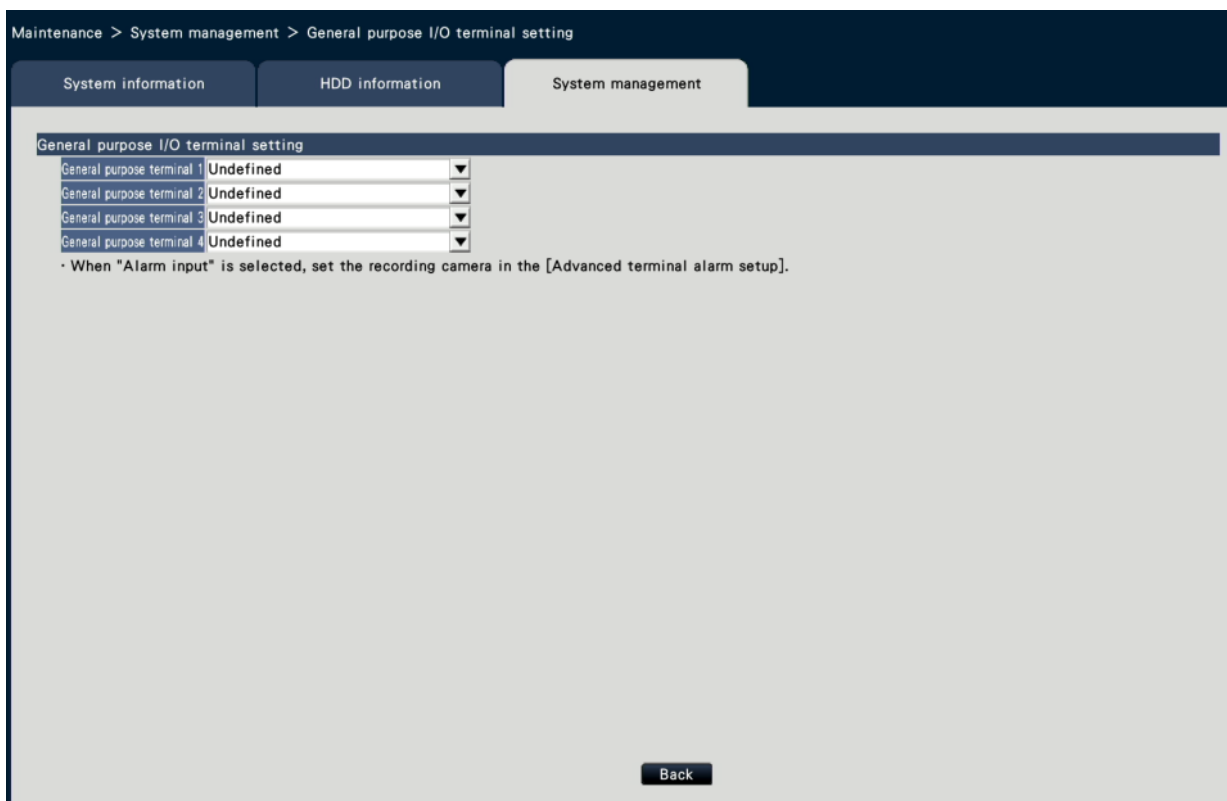 Maintenance > System management > General purpose I/O terminal setting
System information HDD information System management
General purpose I/O terminal setting
General purpose terminal 1 Undefined
General purpose terminal 2 Undefined
General purpose terminal 3 Undefined
General purpose terminal 4 Undefined
· When "Alarm input" is selected, set the recording camera in the [Advanced terminal alarm setup].
Back